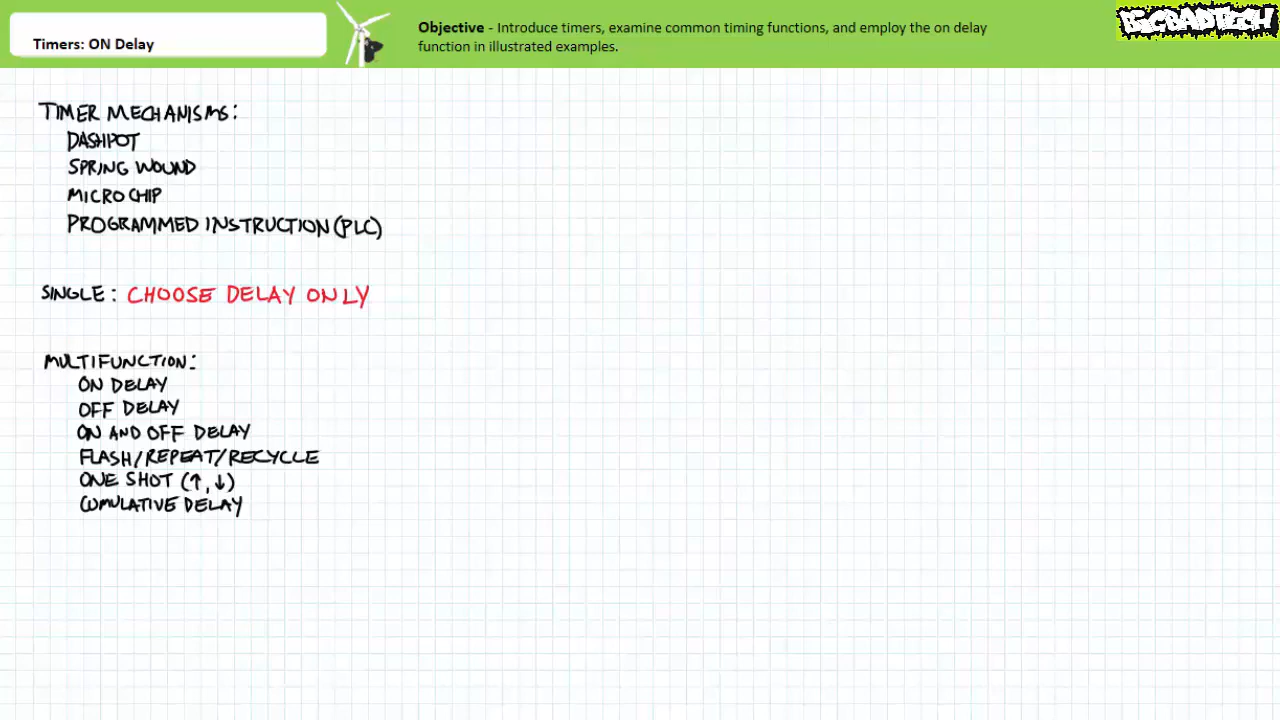 Timers: ON Delay
Objective - Introduce timers, examine common timing functions, and employ the on delay
function in illustrated examples.
BIGBADTECH
TIMER MECHANISMS:
DASHPOT
SPRING WOUND
MICROCHIP
PROGRAMMED INSTRUCTION (PLC)
SINGLE: CHOOSE DELAY ONLY
MULTIFUNCTION:
ON DELAY
OFF DELAY
ON AND OFF DELAY
FLASH/REPEAT/RECYCLE
ONE SHOT (↑,↓)
CUMULATIVE DELAY